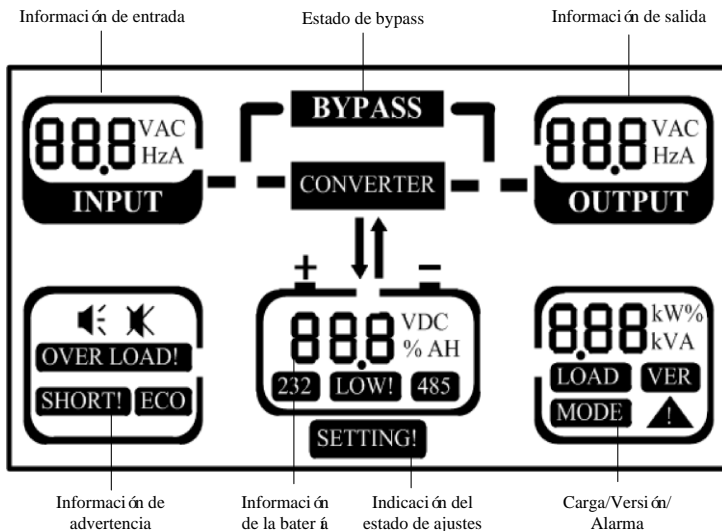 Información de entrada
Estado de bypass
Información de salida
88.8 VAC
HzA
INPUT
BYPASS
CONVERTER
88.8 VAC
HzA
OUTPUT
+ −
OVER LOAD!
SHORT! ECO
88.8 VDC
% AH
232 LOW! 485
SETTING!
8.88 kW%
kVA
LOAD VER
MODE !
Información de
advertencia
Información
de la batería
Indicación del
estado de ajustes
Carga/Versión/
Alarma